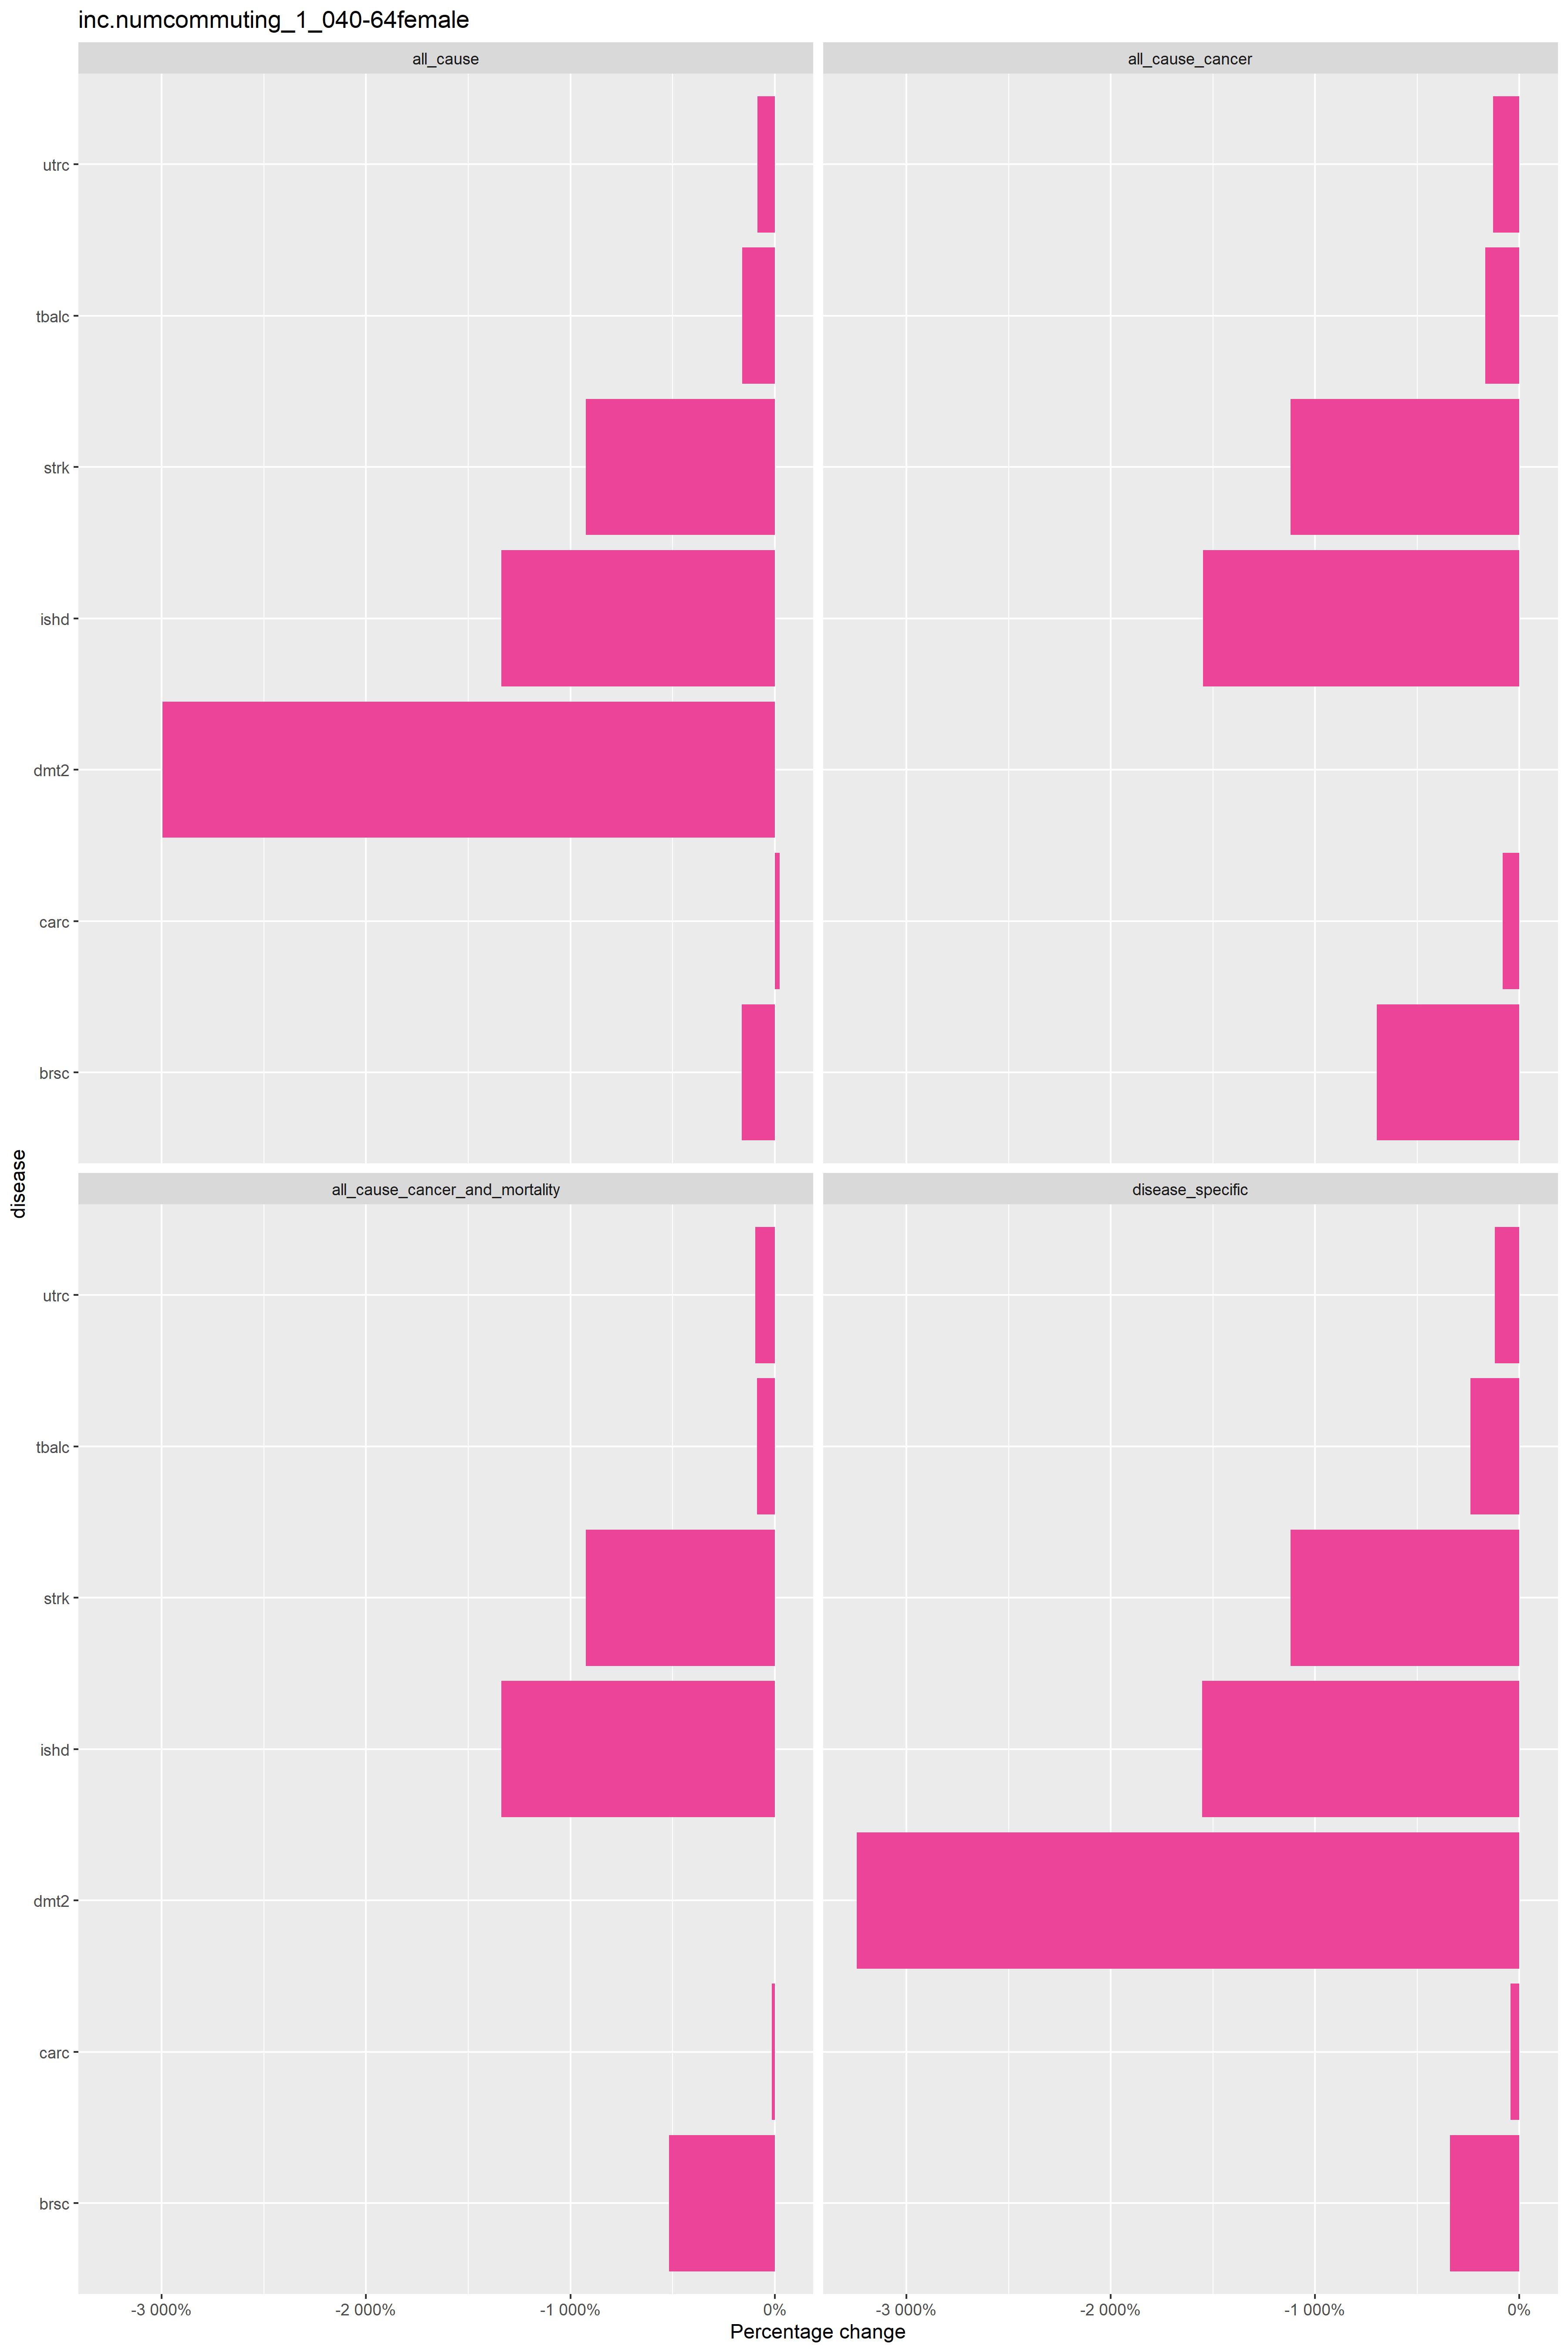 inc.numcommuting_1_040-64female
all_cause
all_cause_cancer
utrc
tbalc
strk
ishd
dmt2
carc
brsc
disease
all_cause_cancer_and_mortality
disease_specific
utrc
tbalc
strk
ishd
dmt2
carc
brsc
-3 000% -2 000% -1 000% 0% -3 000% -2 000% -1 000% 0%
Percentage change